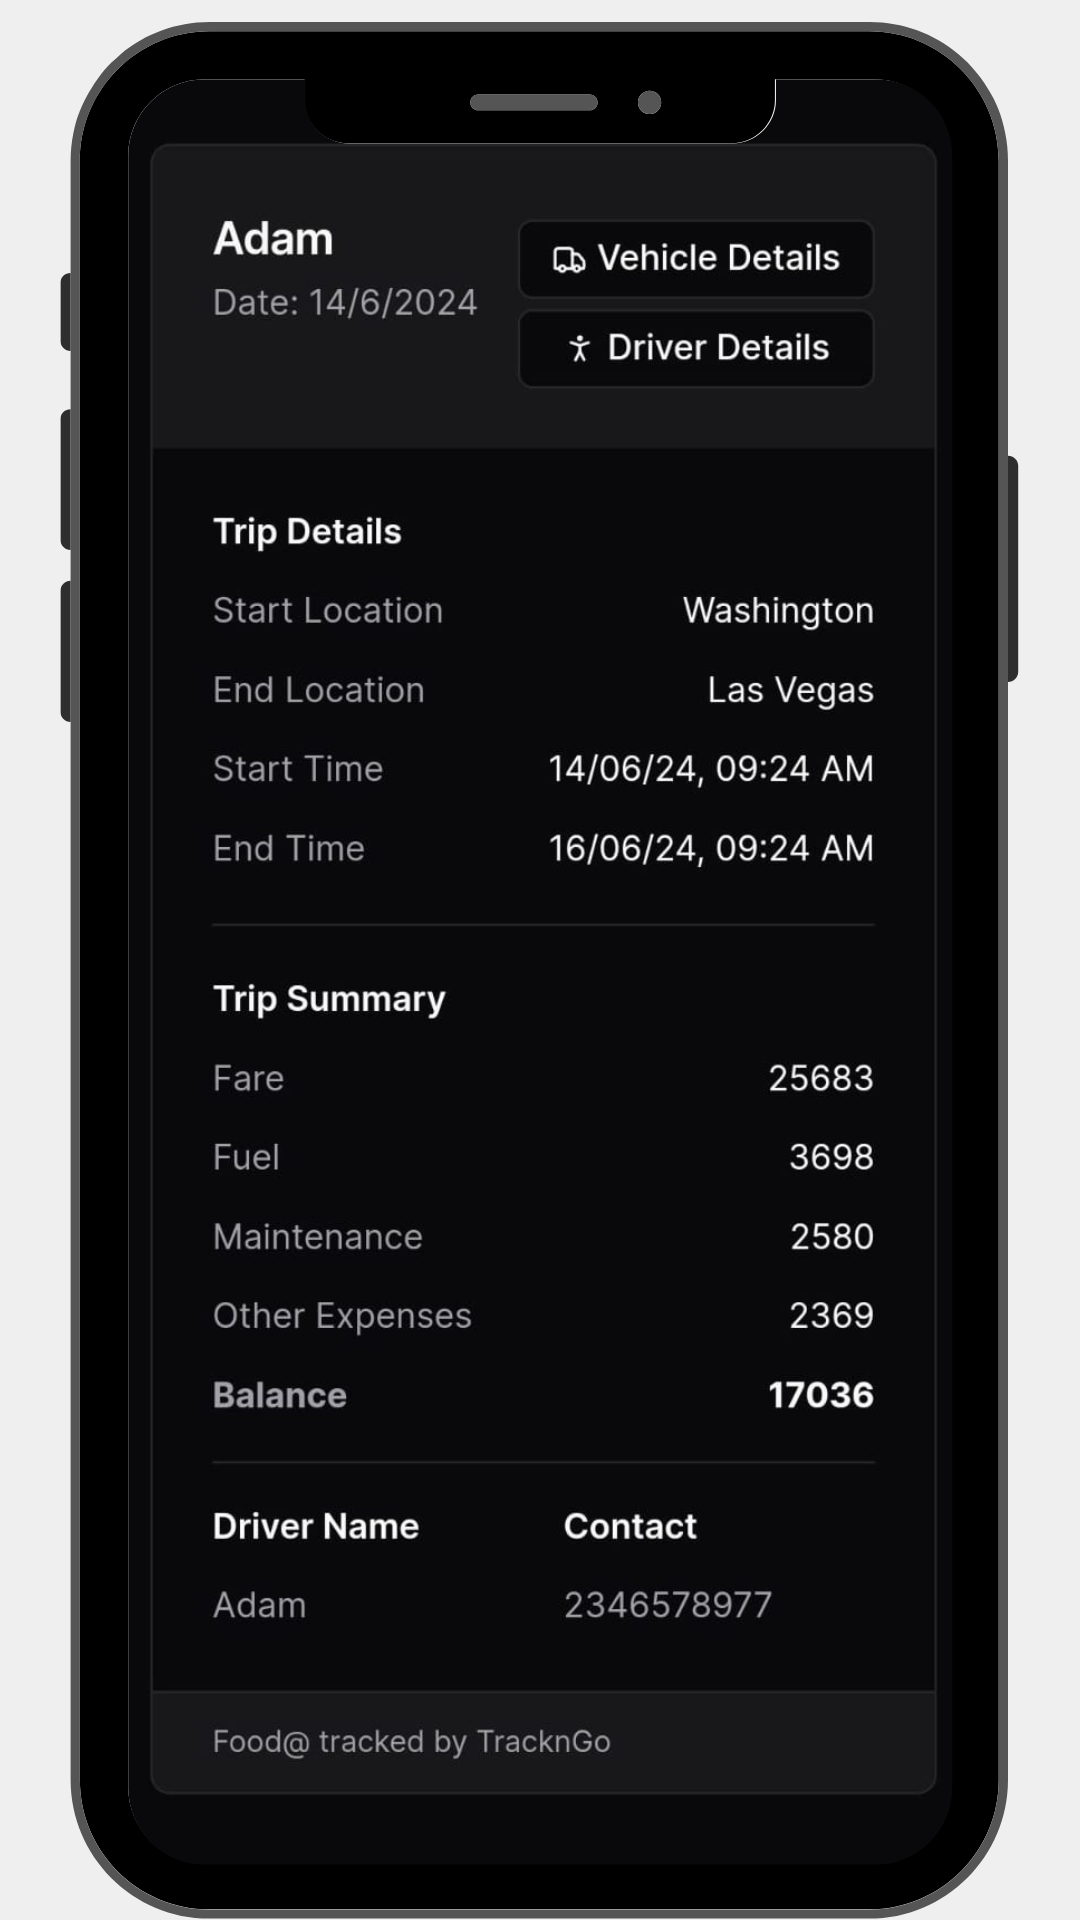 Adam
Date: 14/6/2024
Vehicle Details
Driver Details
Trip Details
Start Location Washington
End Location Las Vegas
Start Time 14/06/24, 09:24 AM
End Time 16/06/24, 09:24 AM
Trip Summary
Fare 25683
Fuel 3698
Maintenance 2580
Other Expenses 2369
Balance 17036
Driver Name Contact
Adam 2346578977
Food@ tracked by TracknGo